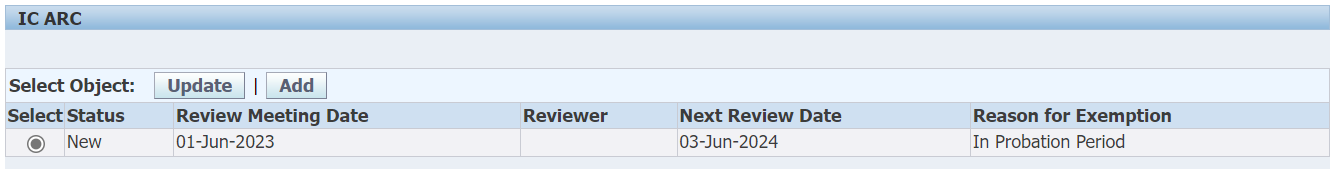 IC ARC
Select Object: Update | Add
Select Status Review Meeting Date Reviewer Next Review Date Reason for Exemption
New 01-Jun-2023 03-Jun-2024 In Probation Period